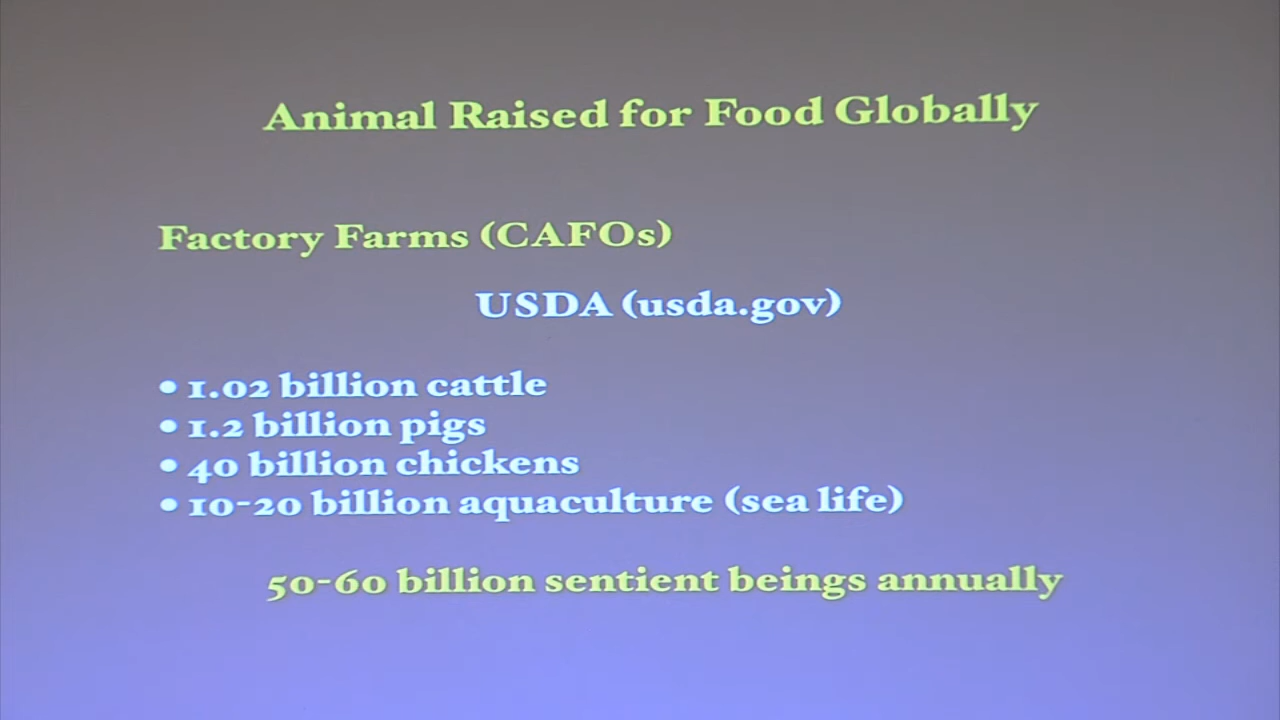 Animal Raised for Food Globally
Factory Farms (CAFOs)
USDA (usda.gov)
• 1.02 billion cattle
• 1.2 billion pigs
• 40 billion chickens
• 10-20 billion aquaculture (sea life)
50-60 billion sentient beings annually